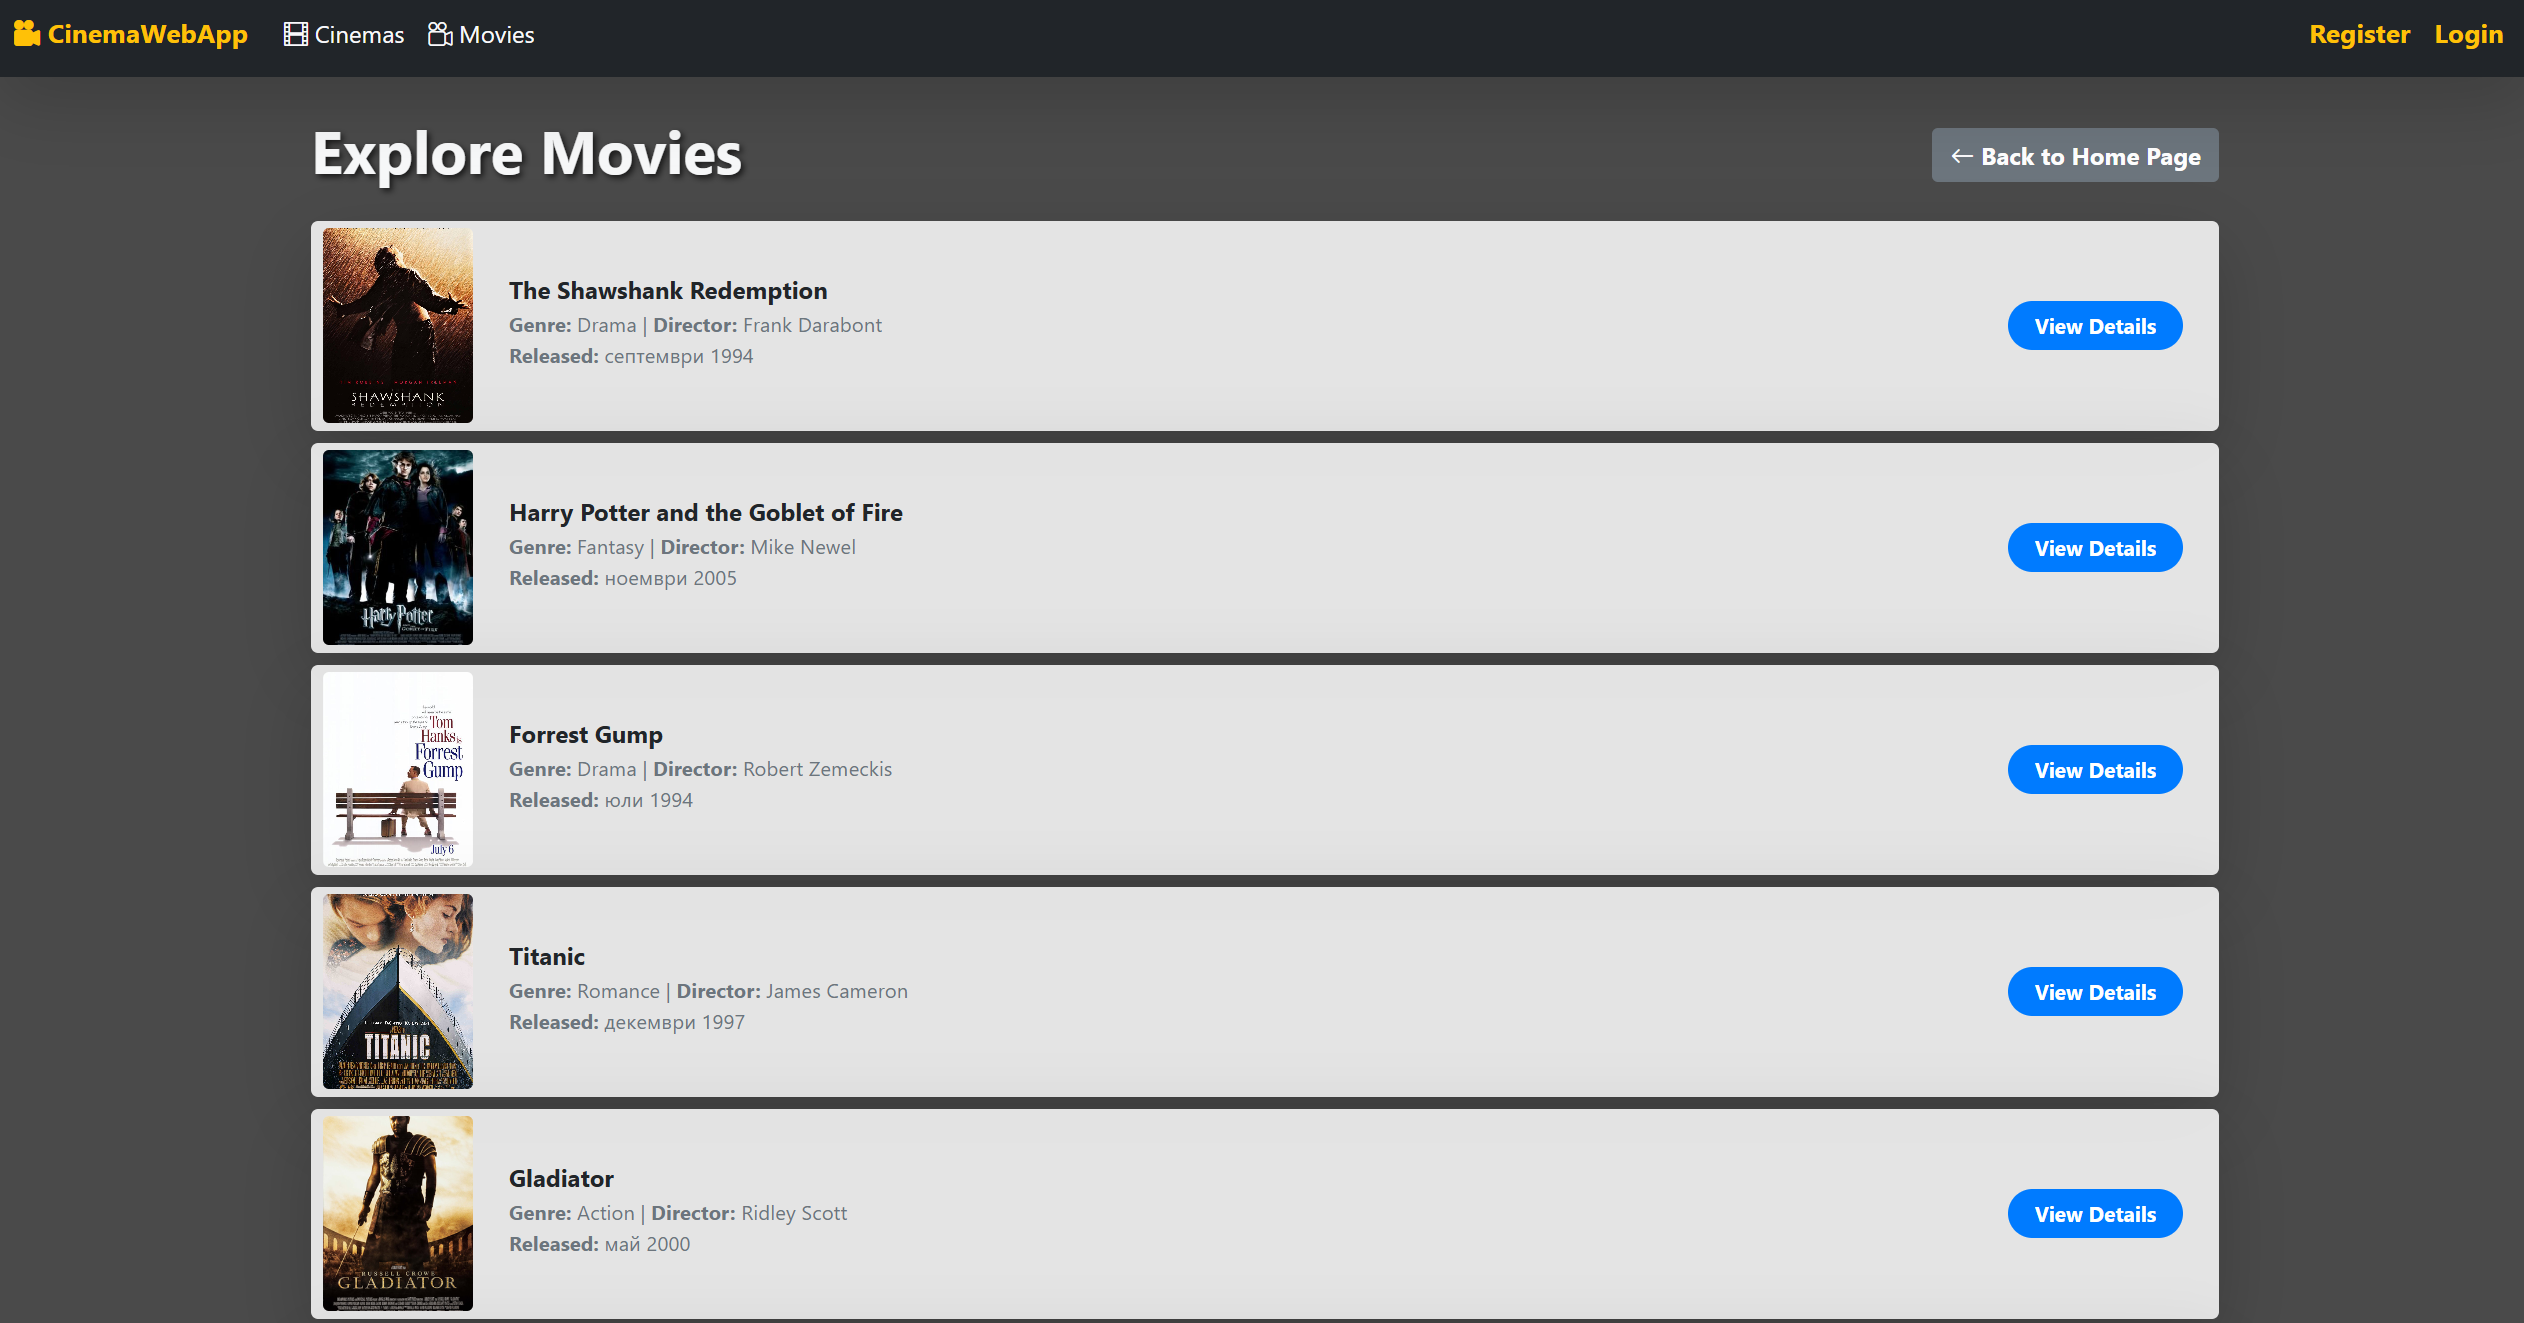 CinemaWebApp Cinemas Movies Register Login
Explore Movies
← Back to Home Page
SHAWSHANK
REDEMPTION
The Shawshank Redemption
Genre: Drama | Director: Frank Darabont
Released: септември 1994
View Details
Harry Potter
Harry Potter and the Goblet of Fire
Genre: Fantasy | Director: Mike Newel
Released: ноември 2005
View Details
Tom
Hanks is
Forrest
Gump
July 6
Forrest Gump
Genre: Drama | Director: Robert Zemeckis
Released: юли 1994
View Details
TITANIC
Titanic
Genre: Romance | Director: James Cameron
Released: декември 1997
View Details
RUSSELL CROWE
GLADIATOR
Gladiator
Genre: Action | Director: Ridley Scott
Released: май 2000
View Details